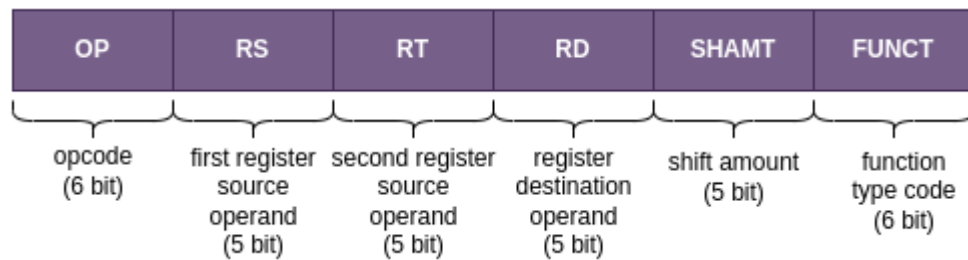 OP RS RT RD SHAMT FUNCT
opcode
(6 bit)
first register
source
operand
(5 bit)
second register
source
operand
(5 bit)
register
destination
operand
(5 bit)
shift amount
(5 bit)
function
type code
(6 bit)